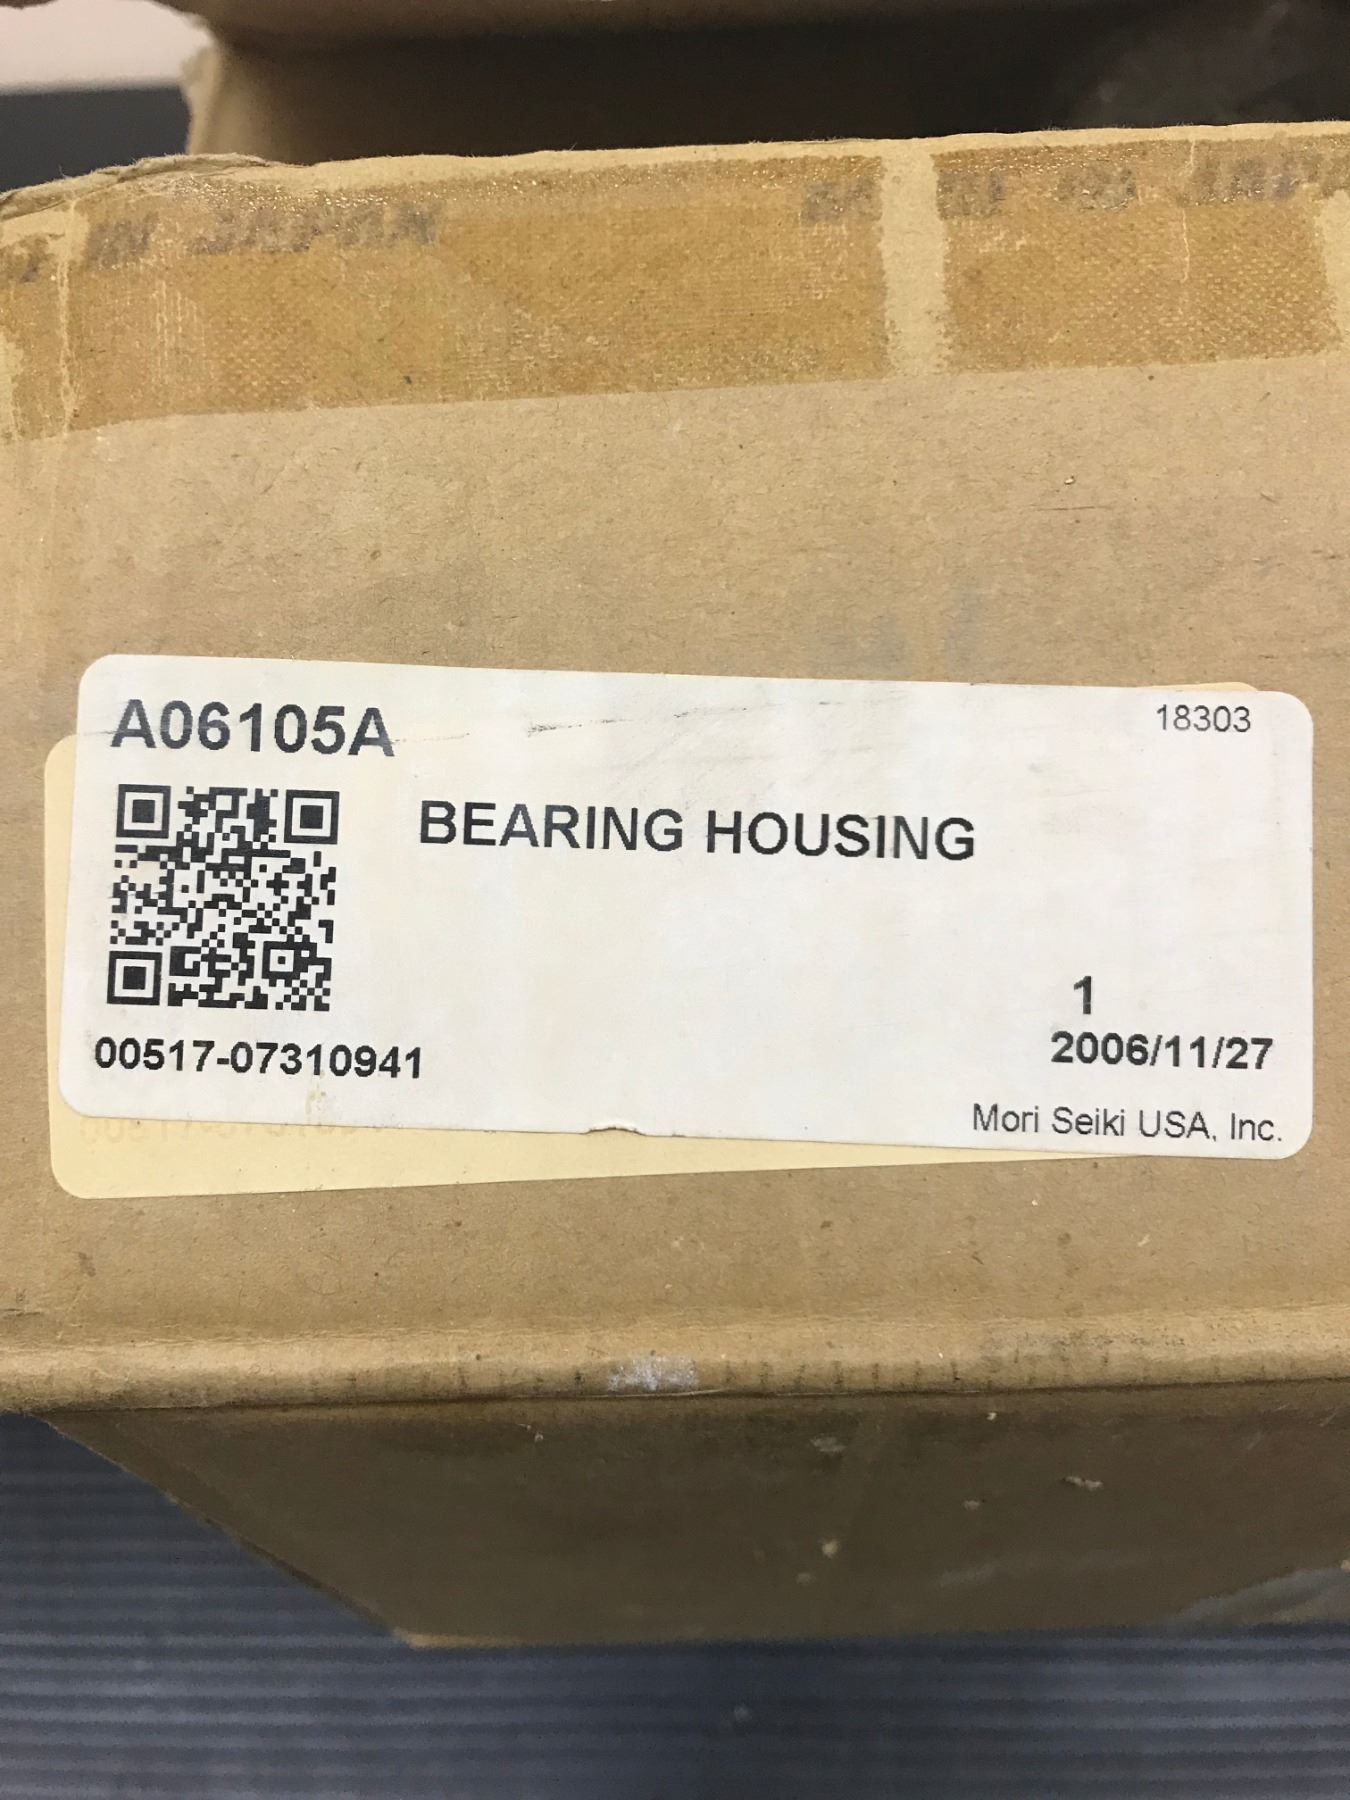 A06105A
18303
BEARING HOUSING
1
00517-07310941
2006/11/27
Mori Seiki USA, Inc.